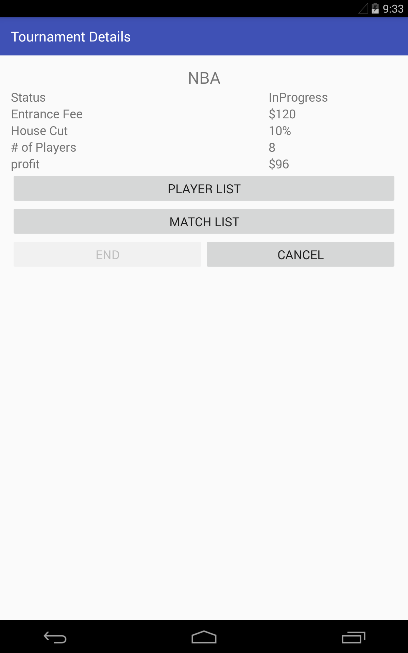 9:33
Tournament Details
NBA
Status InProgress
Entrance Fee $120
House Cut 10%
# of Players 8
profit $96
PLAYER LIST
MATCH LIST
END CANCEL